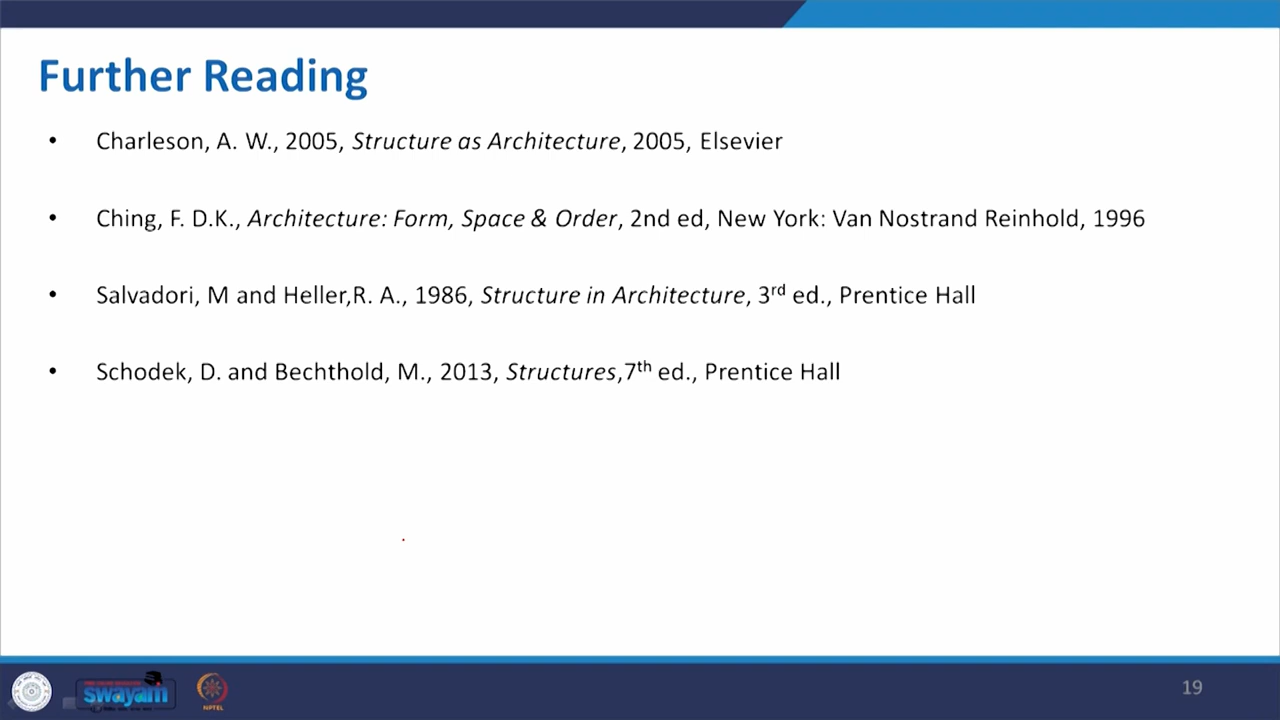 Further Reading
• Charleson, A. W., 2005, Structure as Architecture, 2005, Elsevier
• Ching, F. D.K., Architecture: Form, Space & Order, 2nd ed, New York: Van Nostrand Reinhold, 1996
• Salvadori, M and Heller,R. A., 1986, Structure in Architecture, 3rd ed., Prentice Hall
• Schodek, D. and Bechthold, M., 2013, Structures,7th ed., Prentice Hall
swayam
NPTEL
19